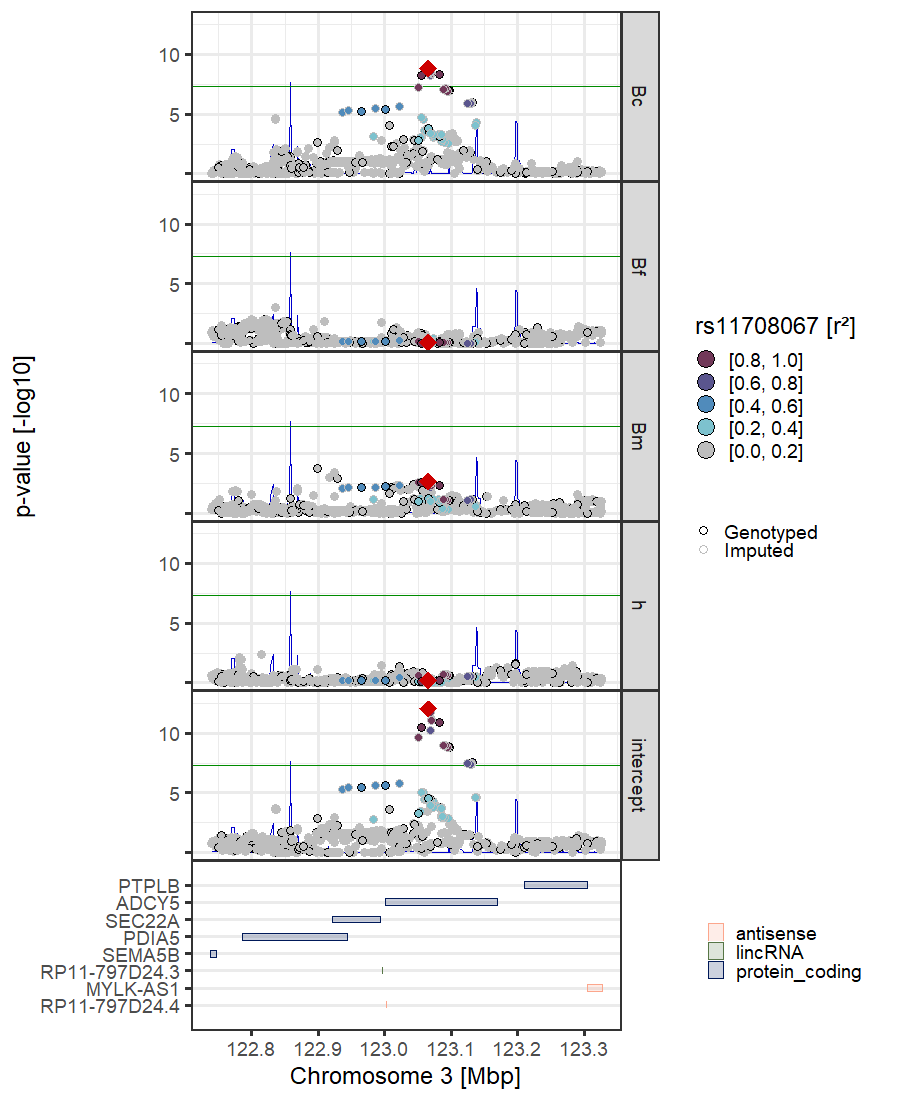 10
5
Bc
10
5
Bf
10
5
Bm
10
5
h
10
5
intercept
p-value [-log10]
rs11708067 [r²]
[0.8, 1.0]
[0.6, 0.8]
[0.4, 0.6]
[0.2, 0.4]
[0.0, 0.2]
Genotyped
Imputed
PTPLB
ADCY5
SEC22A
PDIA5
SEMA5B
RP11-797D24.3
MYLK-AS1
RP11-797D24.4
antisense
lincRNA
protein_coding
122.8 122.9 123.0 123.1 123.2 123.3
Chromosome 3 [Mbp]